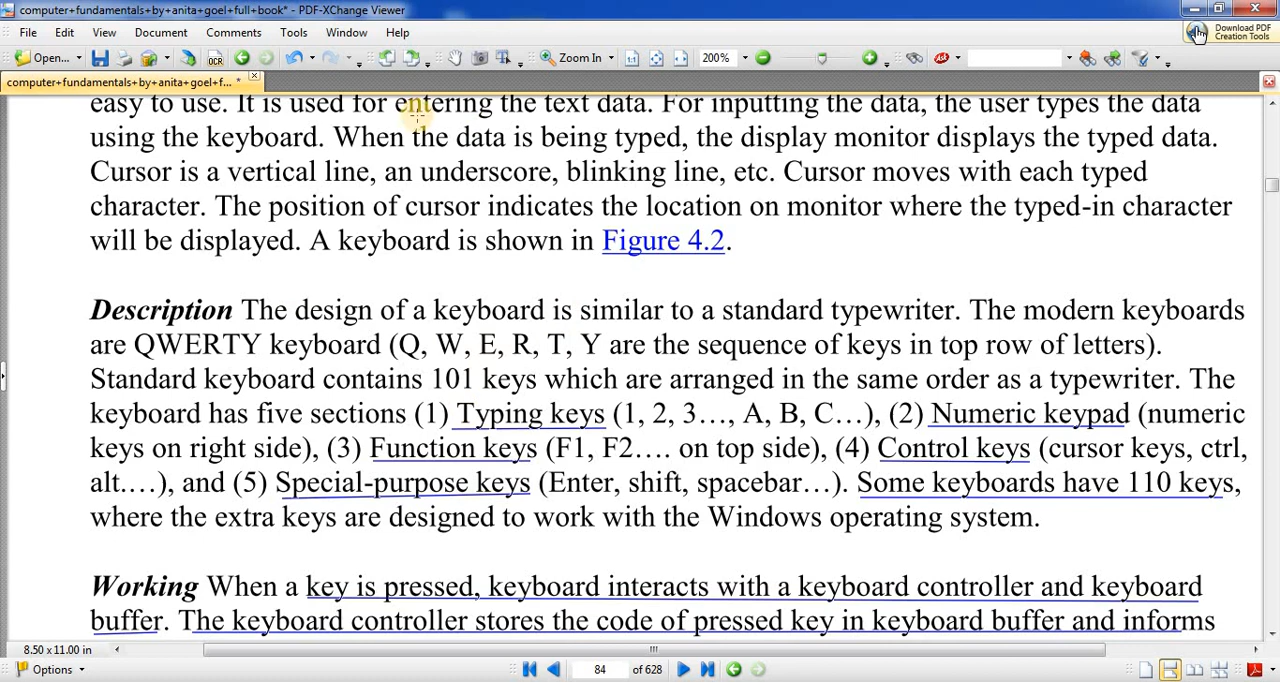 computer+fundamentals+by+anita+goel+full+book* - PDF-XChange Viewer
File Edit View Document Comments Tools Window Help
Download PDF
Creation Tools
Open... OCR Zoom In 200%
computer+fundamentals+by+anita+goel+f... *
easy to use. It is used for entering the text data. For inputting the data, the user types the data
using the keyboard. When the data is being typed, the display monitor displays the typed data.
Cursor is a vertical line, an underscore, blinking line, etc. Cursor moves with each typed
character. The position of cursor indicates the location on monitor where the typed-in character
will be displayed. A keyboard is shown in Figure 4.2.
Description The design of a keyboard is similar to a standard typewriter. The modern keyboards
are QWERTY keyboard (Q, W, E, R, T, Y are the sequence of keys in top row of letters).
Standard keyboard contains 101 keys which are arranged in the same order as a typewriter. The
keyboard has five sections (1) Typing keys (1, 2, 3…, A, B, C…), (2) Numeric keypad (numeric
keys on right side), (3) Function keys (F1, F2…. on top side), (4) Control keys (cursor keys, ctrl,
alt.…), and (5) Special-purpose keys (Enter, shift, spacebar…). Some keyboards have 110 keys,
where the extra keys are designed to work with the Windows operating system.
Working When a key is pressed, keyboard interacts with a keyboard controller and keyboard
buffer. The keyboard controller stores the code of pressed key in keyboard buffer and informs
8.50 x 11.00 in
Options 84 of 628